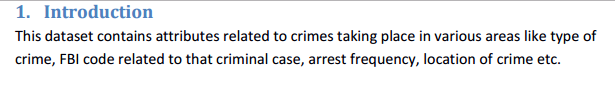 1. Introduction
This dataset contains attributes related to crimes taking place in various areas like type of
crime, FBI code related to that criminal case, arrest frequency, location of crime etc.